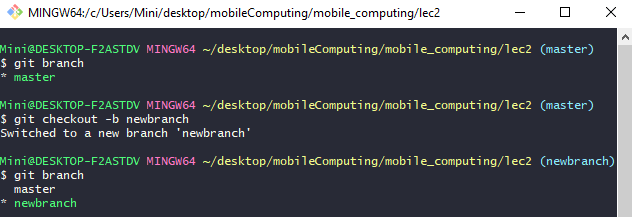 MINGW64:/c/Users/Mini/desktop/mobileComputing/mobile_computing/lec2
Mini@DESKTOP-F2ASTDV MINGW64 ~/desktop/mobileComputing/mobile_computing/lec2 (master)
$ git branch
* master
Mini@DESKTOP-F2ASTDV MINGW64 ~/desktop/mobileComputing/mobile_computing/lec2 (master)
$ git checkout -b newbranch
Switched to a new branch 'newbranch'
Mini@DESKTOP-F2ASTDV MINGW64 ~/desktop/mobileComputing/mobile_computing/lec2 (newbranch)
$ git branch
  master
* newbranch